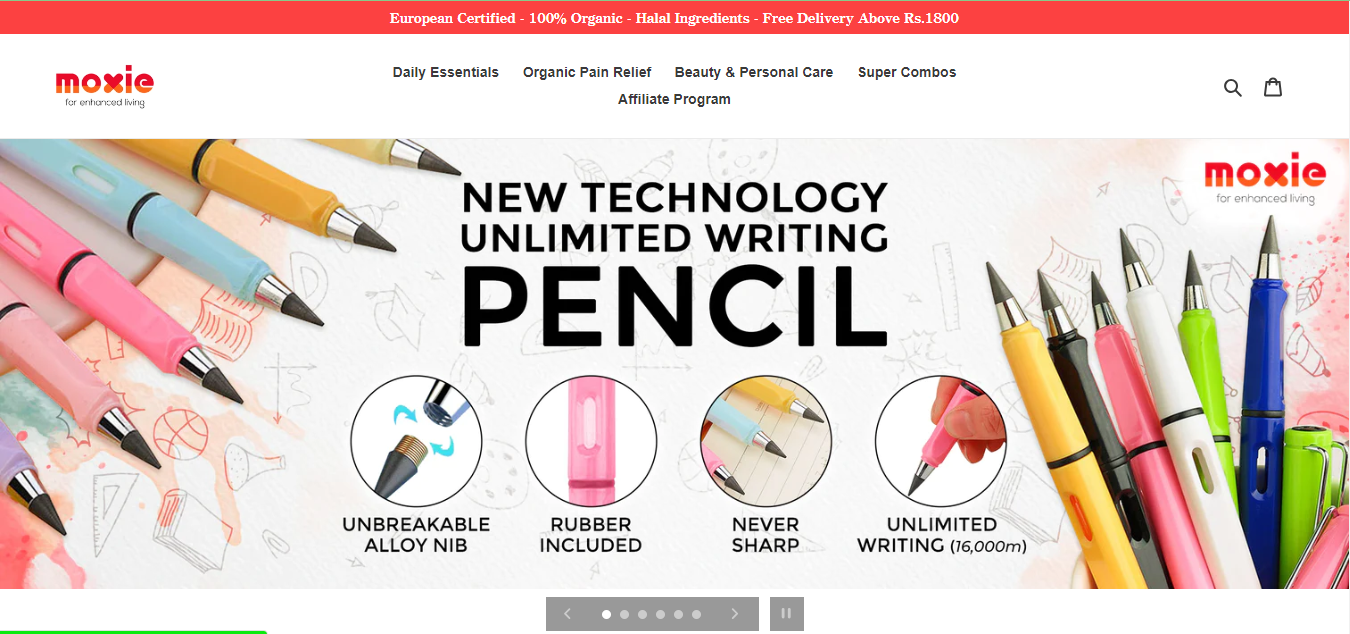 European Certified - 100% Organic - Halal Ingredients - Free Delivery Above Rs.1800
moxie
for enhanced living
Daily Essentials Organic Pain Relief Beauty & Personal Care Super Combos
Affiliate Program
moxie
for enhanced living
NEW TECHNOLOGY
UNLIMITED WRITING
PENCIL
UNBREAKABLE
ALLOY NIB
RUBBER
INCLUDED
NEVER
SHARP
UNLIMITED
WRITING (16,000m)